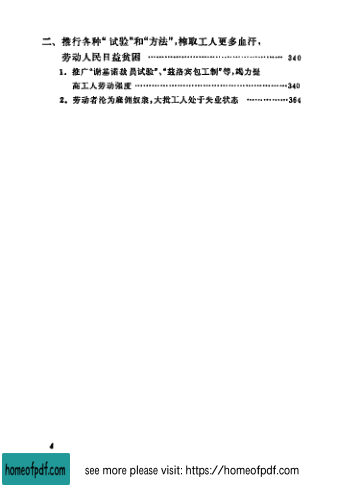 二、推行各种“试验”和“方法”，榨取工人更多血汗，
劳动人民日益贫困 …… 340
1. 推广“谢基诺裁员试验”、“兹洛宾包工制”等，竭力提
高工人劳动强度 …… 340
2. 劳动者沦为雇佣奴隶，大批工人处于失业状态 …… 364
4
homeofpdf.com
see more please visit: https://homeofpdf.com